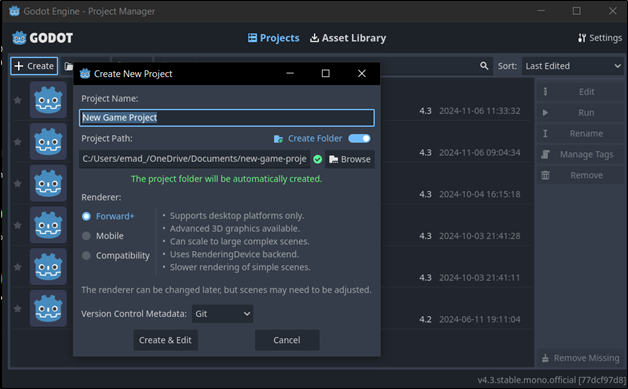 Godot Engine - Project Manager
GODOT
Projects
Asset Library
Settings
+ Create
Sort: Last Edited
Create New Project
Project Name:
New Game Project
Project Path:
Create Folder
C:/Users/emad_/OneDrive/Documents/new-game-proje
Browse
The project folder will be automatically created.
Renderer:
Forward+
Mobile
Compatibility
• Supports desktop platforms only.
• Advanced 3D graphics available.
• Can scale to large complex scenes.
• Uses RenderingDevice backend.
• Slower rendering of simple scenes.
The renderer can be changed later, but scenes may need to be adjusted.
Version Control Metadata: Git
Create & Edit
Cancel
4.3 2024-11-06 11:33:32
4.3 2024-11-06 09:04:34
4.3 2024-10-04 16:15:18
4.3 2024-10-03 21:41:28
4.3 2024-10-03 21:41:11
4.2 2024-06-11 19:11:04
Edit
Run
Rename
Manage Tags
Remove
Remove Missing
v4.3.stable.mono.official [77dcf97d8]